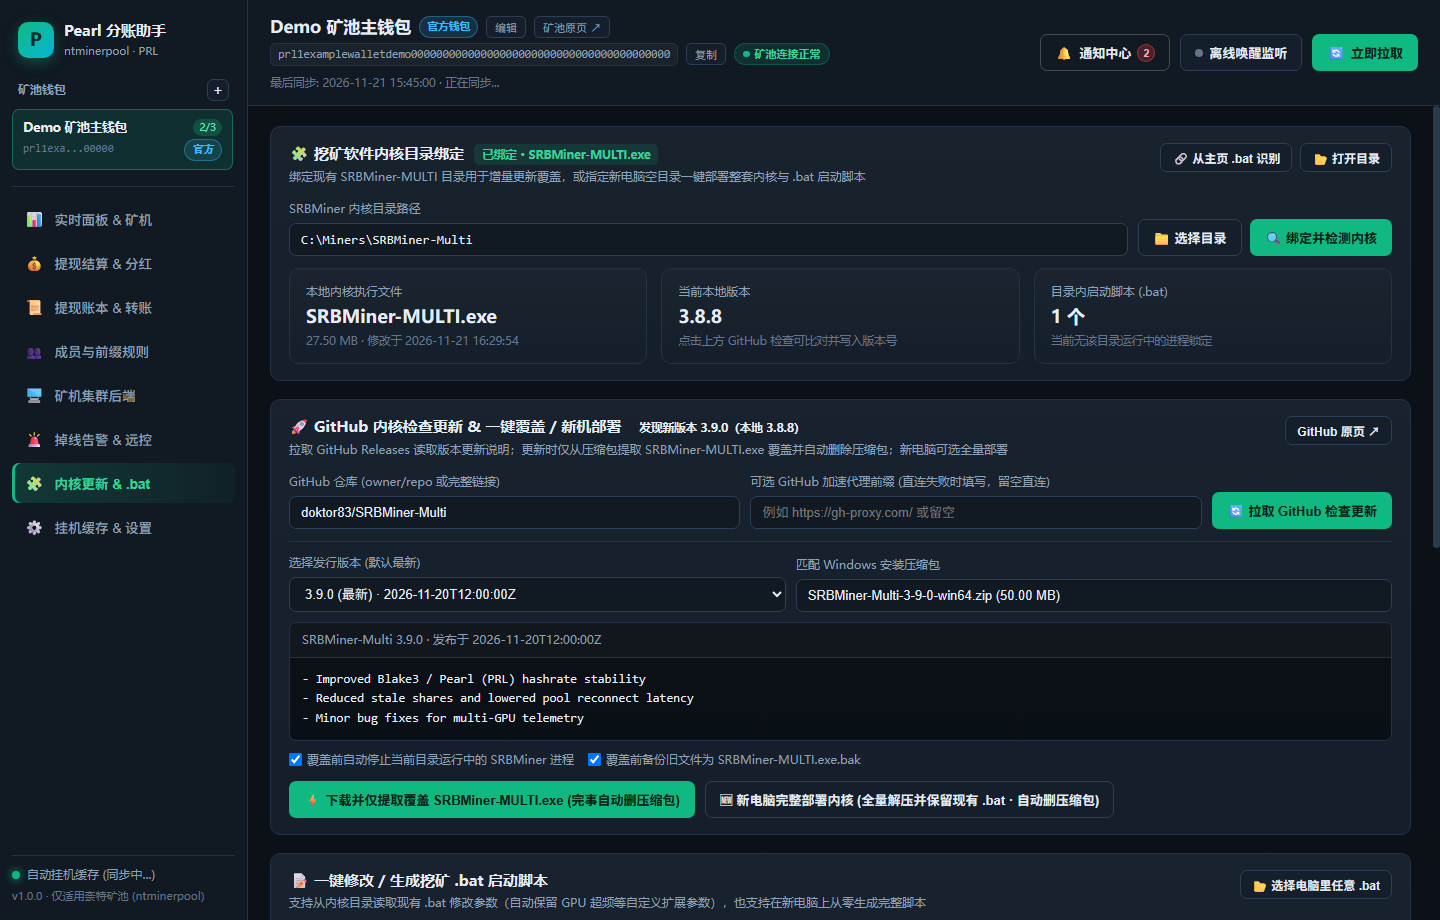 P
Pearl 分账助手
ntminerpool · PRL
矿池钱包
+
Demo 矿池主钱包
2/3
prl1exa...00000
官方
实时面板 & 矿机
提现结算 & 分红
提现账本 & 转账
成员与前缀规则
矿机集群后端
掉线告警 & 远控
内核更新 & .bat
挂机缓存 & 设置
自动挂机缓存 (同步中...)
v1.0.0 · 仅适用奈特矿池 (ntminerpool)
Demo 矿池主钱包
官方钱包
编辑
矿池原页 ↗
prl1examplewalletdemo00000000000000000000000000000000000000
复制
矿池连接正常
最后同步: 2026-11-21 15:45:00 · 正在同步...
通知中心 2
离线唤醒监听
立即拉取
挖矿软件内核目录绑定
已绑定 · SRBMiner-MULTI.exe
绑定现有 SRBMiner-MULTI 目录用于增量更新覆盖，或指定新电脑空目录一键部署整套内核与 .bat 启动脚本
从主页 .bat 识别
打开目录
SRBMiner 内核目录路径
C:\Miners\SRBMiner-Multi
选择目录
绑定并检测内核
本地内核执行文件
SRBMiner-MULTI.exe
27.50 MB · 修改于 2026-11-21 16:29:54
当前本地版本
3.8.8
点击上方 GitHub 检查可比对并写入版本号
目录内启动脚本 (.bat)
1 个
当前无该目录运行中的进程锁定
GitHub 内核检查更新 & 一键覆盖 / 新机部署
发现新版本 3.9.0 (本地 3.8.8)
拉取 GitHub Releases 读取版本更新说明；更新时仅从压缩包提取 SRBMiner-MULTI.exe 覆盖并自动删除压缩包；新电脑可选全量部署
GitHub 原页 ↗
GitHub 仓库 (owner/repo 或完整链接)
doktor83/SRBMiner-Multi
可选 GitHub 加速代理前缀 (直连失败时填写，留空直连)
例如 https://gh-proxy.com/ 或留空
拉取 GitHub 检查更新
选择发行版本 (默认最新)
3.9.0 (最新) · 2026-11-20T12:00:00Z
匹配 Windows 安装压缩包
SRBMiner-Multi-3-9-0-win64.zip (50.00 MB)
SRBMiner-Multi 3.9.0 · 发布于 2026-11-20T12:00:00Z
- Improved Blake3 / Pearl (PRL) hashrate stability
- Reduced stale shares and lowered pool reconnect latency
- Minor bug fixes for multi-GPU telemetry
覆盖前自动停止当前目录运行中的 SRBMiner 进程
覆盖前备份旧文件为 SRBMiner-MULTI.exe.bak
下载并仅提取覆盖 SRBMiner-MULTI.exe (完事自动删压缩包)
新电脑完整部署内核 (全量解压并保留现有 .bat · 自动删压缩包)
一键修改 / 生成挖矿 .bat 启动脚本
支持从内核目录读取现有 .bat 修改参数（自动保留 GPU 超频等自定义扩展参数），也支持在新电脑上从零生成完整脚本
选择电脑里任意 .bat